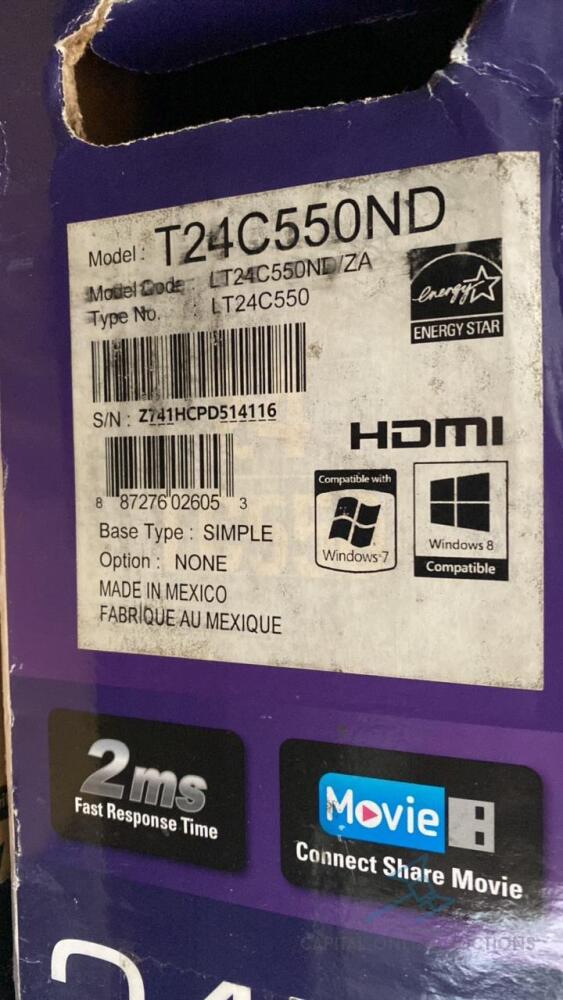 Model : T24C550ND
Model Code : LT24C550ND/ZA
Type No. : LT24C550
energy
ENERGY STAR
S/N : Z741HCPD514116
HDMI
8 87276 02605 3
Compatible with
Windows 7
Windows 8
Compatible
Base Type : SIMPLE
Option : NONE
MADE IN MEXICO
FABRIQUE AU MEXIQUE
2ms
Fast Response Time
Movie
Connect Share Movie